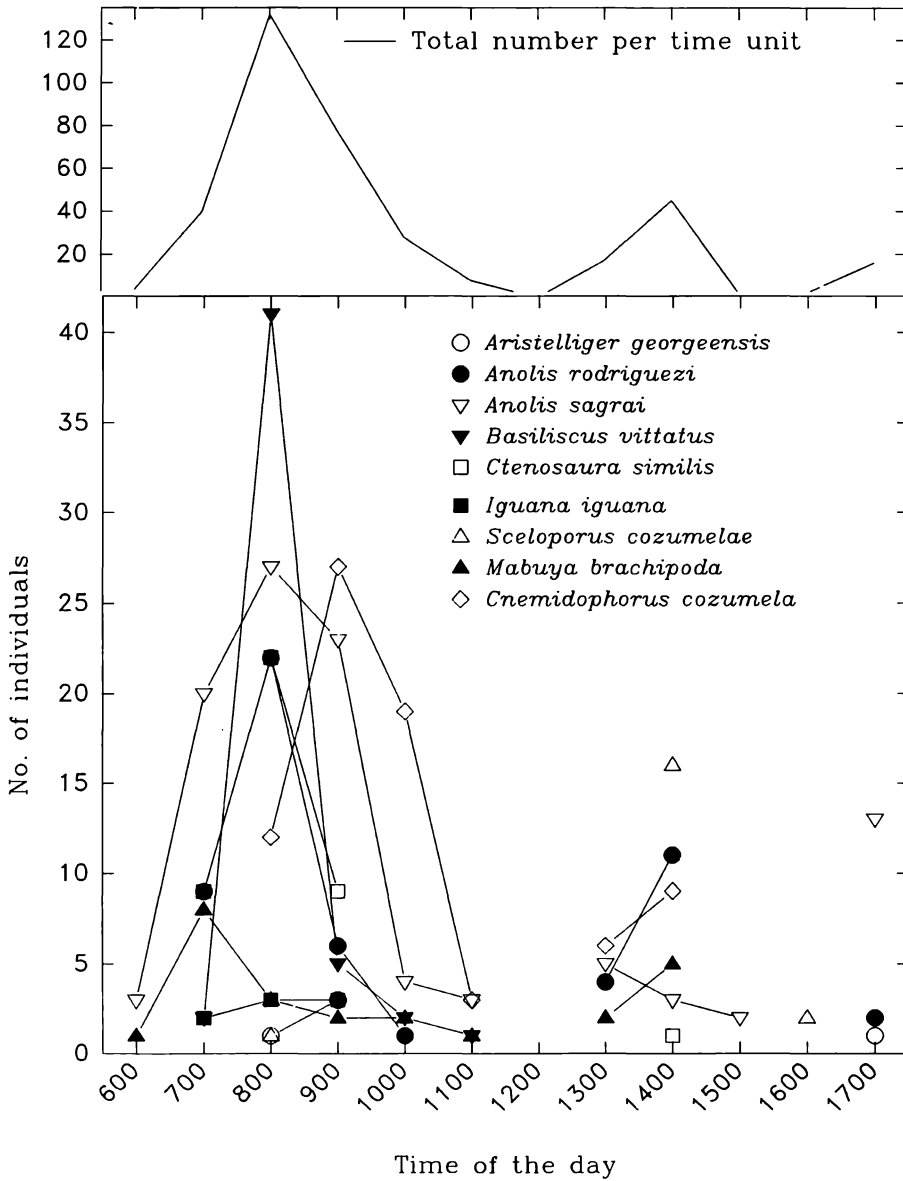 120
100
80
60
40
20
Total number per time unit
40
35
30
25
20
15
10
5
0
No. of individuals
Aristelliger georgeensis
Anolis rodriguezi
Anolis sagrai
Basiliscus vittatus
Ctenosaura similis
Iguana iguana
Sceloporus cozumelae
Mabuya brachipoda
Cnemidophorus cozumela
600
700
800
900
1000
1100
1200
1300
1400
1500
1600
1700
Time of the day